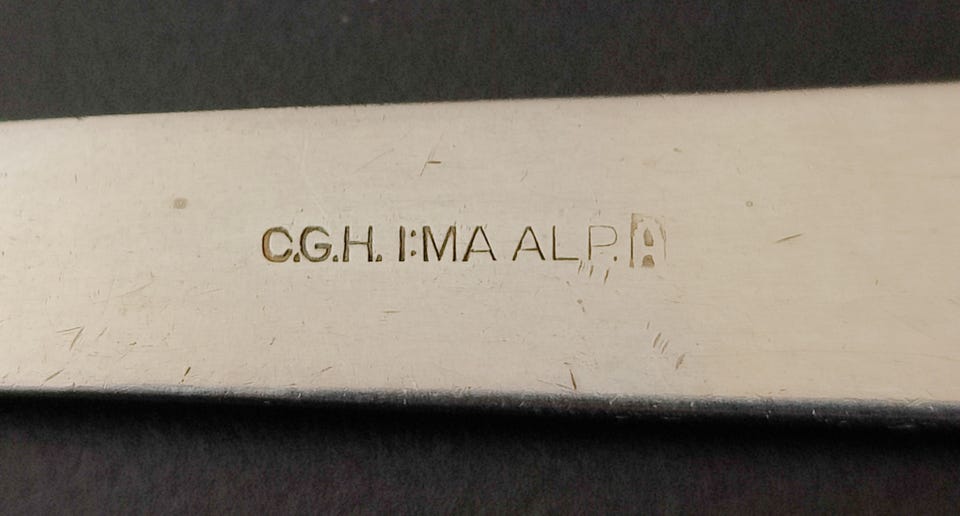 C.G.H. I:MA ALP. A